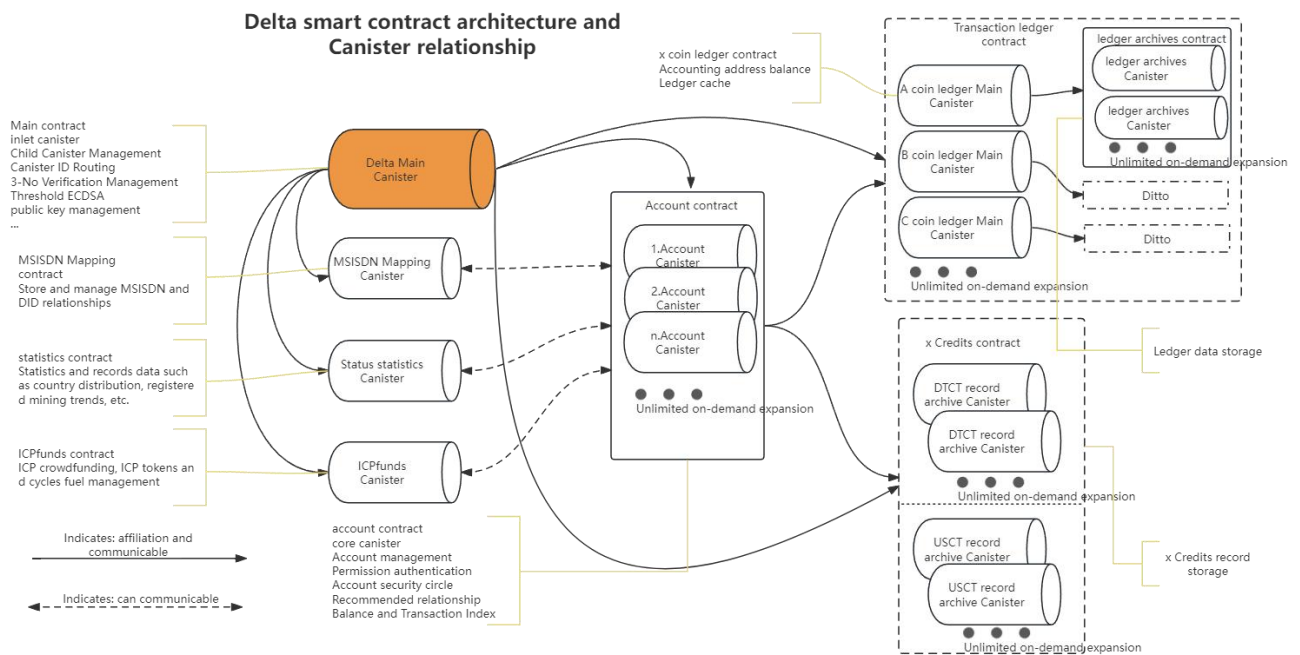 Delta smart contract architecture and
Canister relationship
Main contract
inlet canister
Child Canister Management
Canister ID Routing
3-No Verification Management
Threshold ECDSA
public key management
...
MSISDN Mapping
contract
Store and manage MSISDN and
DID relationships
statistics contract
Statistics and records data such
as country distribution, registere
d mining trends, etc.
ICPfunds contract
ICP crowdfunding, ICP tokens an
d cycles fuel management
Indicates: affiliation and
communicable
Indicates: can communicable
Delta Main
Canister
MSISDN Mapping
Canister
Status statistics
Canister
ICPfunds
Canister
account contract
core canister
Account management
Permission authentication
Account security circle
Recommended relationship
Balance and Transaction Index
Account contract
1.Account
Canister
2.Account
Canister
n.Account
Canister
Unlimited on-demand expansion
x coin ledger contract
Accounting address balance
Ledger cache
Transaction ledger
contract
A coin ledger Main
Canister
B coin ledger Main
Canister
C coin ledger Main
Canister
Unlimited on-demand expansion
ledger archives contract
ledger archives
Canister
ledger archives
Canister
Unlimited on-demand expansion
Ditto
Ditto
x Credits contract
DTCT record
archive Canister
DTCT record
archive Canister
Unlimited on-demand expansion
USCT record
archive Canister
USCT record
archive Canister
Unlimited on-demand expansion
Ledger data storage
x Credits record
storage